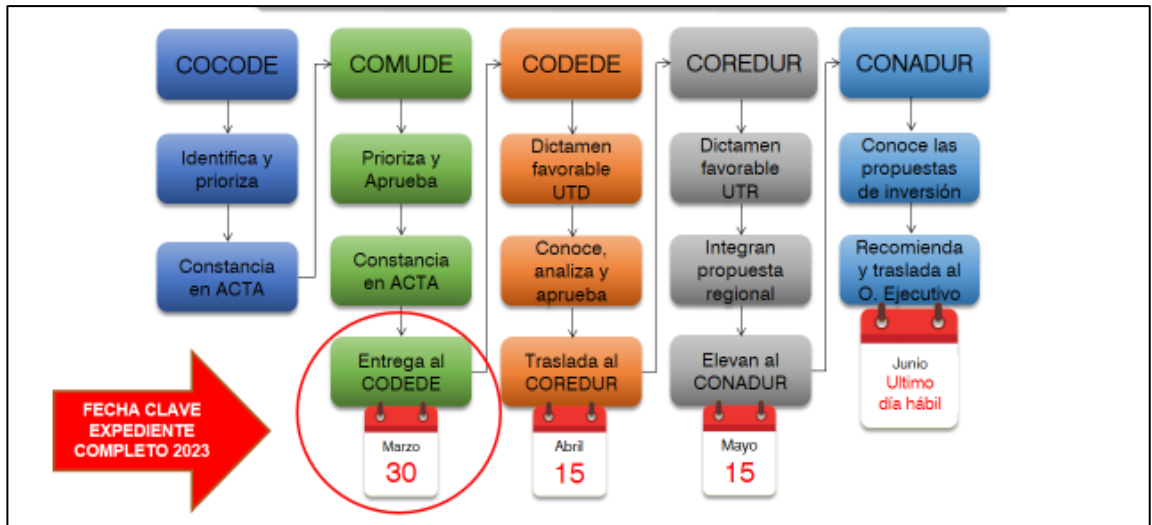 COCODE
Identifica y
prioriza
Constancia
en ACTA
COMUDE
Prioriza y
Aprueba
Constancia
en ACTA
Entrega al
CODEDE
Marzo
30
CODEDE
Dictamen
favorable
UTD
Conoce,
analiza y
aprueba
Traslada al
COREDUR
Abril
15
COREDUR
Dictamen
favorable
UTR
Integran
propuesta
regional
Elevan al
CONADUR
Mayo
15
CONADUR
Conoce las
propuestas
de inversión
Recomienda
y traslada al
O. Ejecutivo
Junio
Ultimo
día hábil
FECHA CLAVE
EXPEDIENTE
COMPLETO 2023